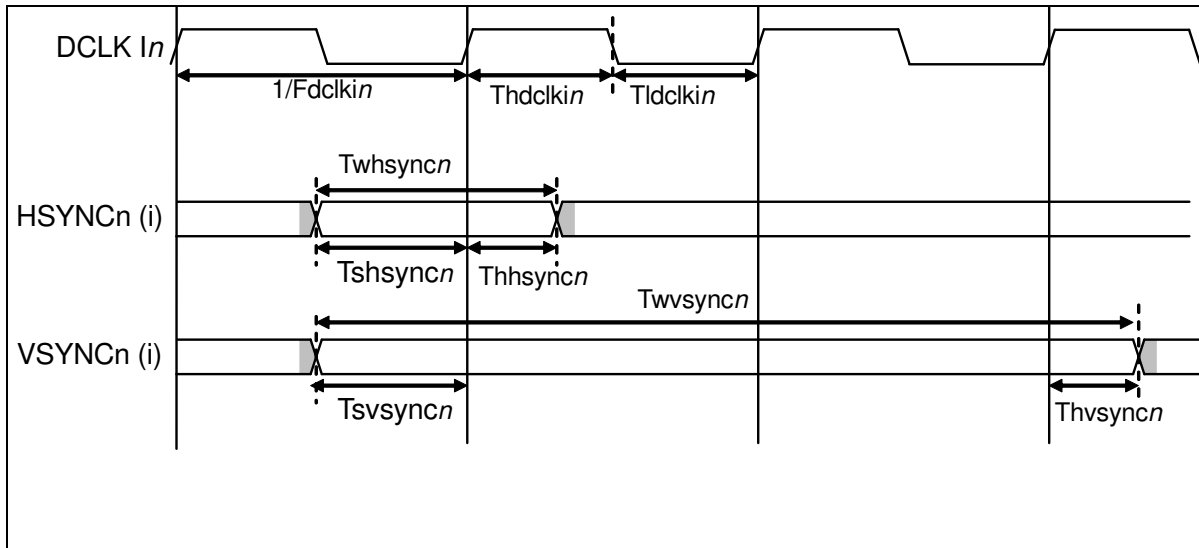 DCLK In
1/Fdclkin
Thdclkin
Tldclkin
Twhsyncn
HSYNCn (i)
Tshsyncn
Thhsyncn
Twvsyncn
VSYNCn (i)
Tsvsyncn
Thvsyncn